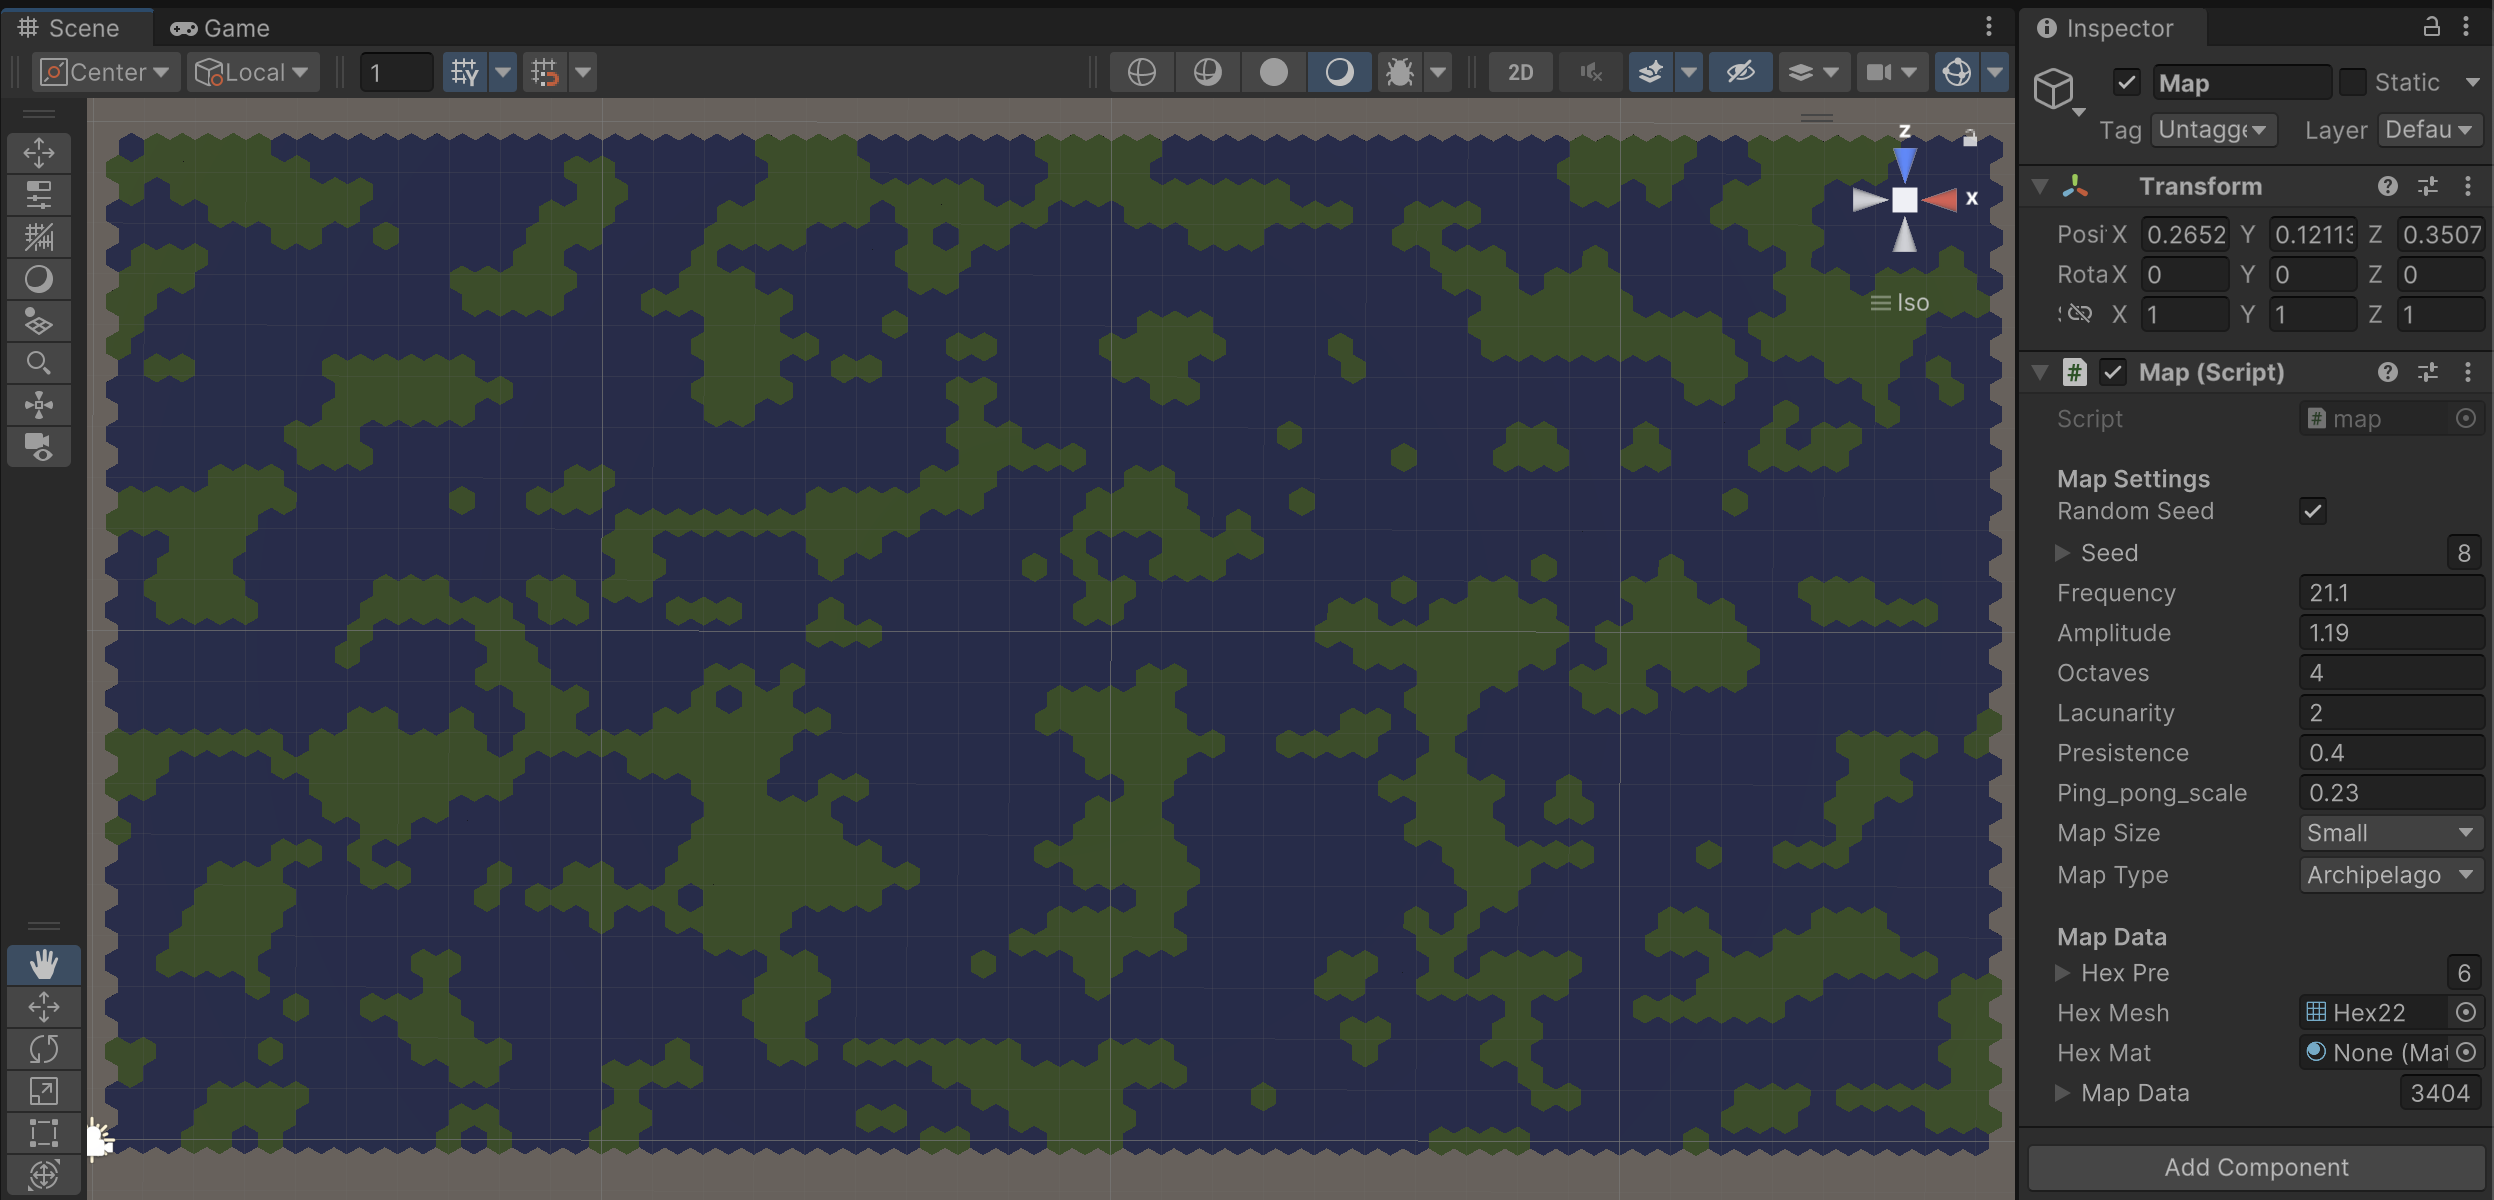 Scene
Game
Center
Local
1
2D
z
x
Iso
Inspector
Map
Static
Tag
Untagge
Layer
Defau
Transform
Posi X 0.2652 Y 0.1211 Z 0.3507
Rota X 0 Y 0 Z 0
X 1 Y 1 Z 1
# Map (Script)
Script
# map
Map Settings
Random Seed
Seed 8
Frequency 21.1
Amplitude 1.19
Octaves 4
Lacunarity 2
Presistence 0.4
Ping_pong_scale 0.23
Map Size Small
Map Type Archipelago
Map Data
Hex Pre 6
Hex Mesh Hex22
Hex Mat None (Mat
Map Data 3404
Add Component